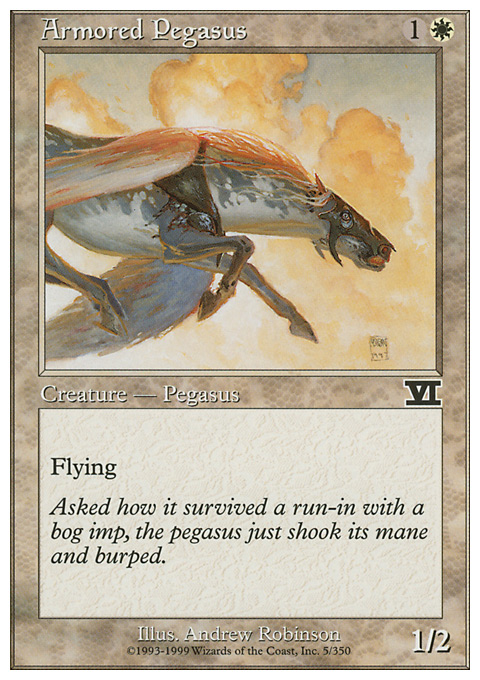 Armored Pegasus 1
Creature — Pegasus VI
Flying
Asked how it survived a run-in with a
bog imp, the pegasus just shook its mane
and burped.
Illus. Andrew Robinson
©1993-1999 Wizards of the Coast, Inc. 5/350
1/2